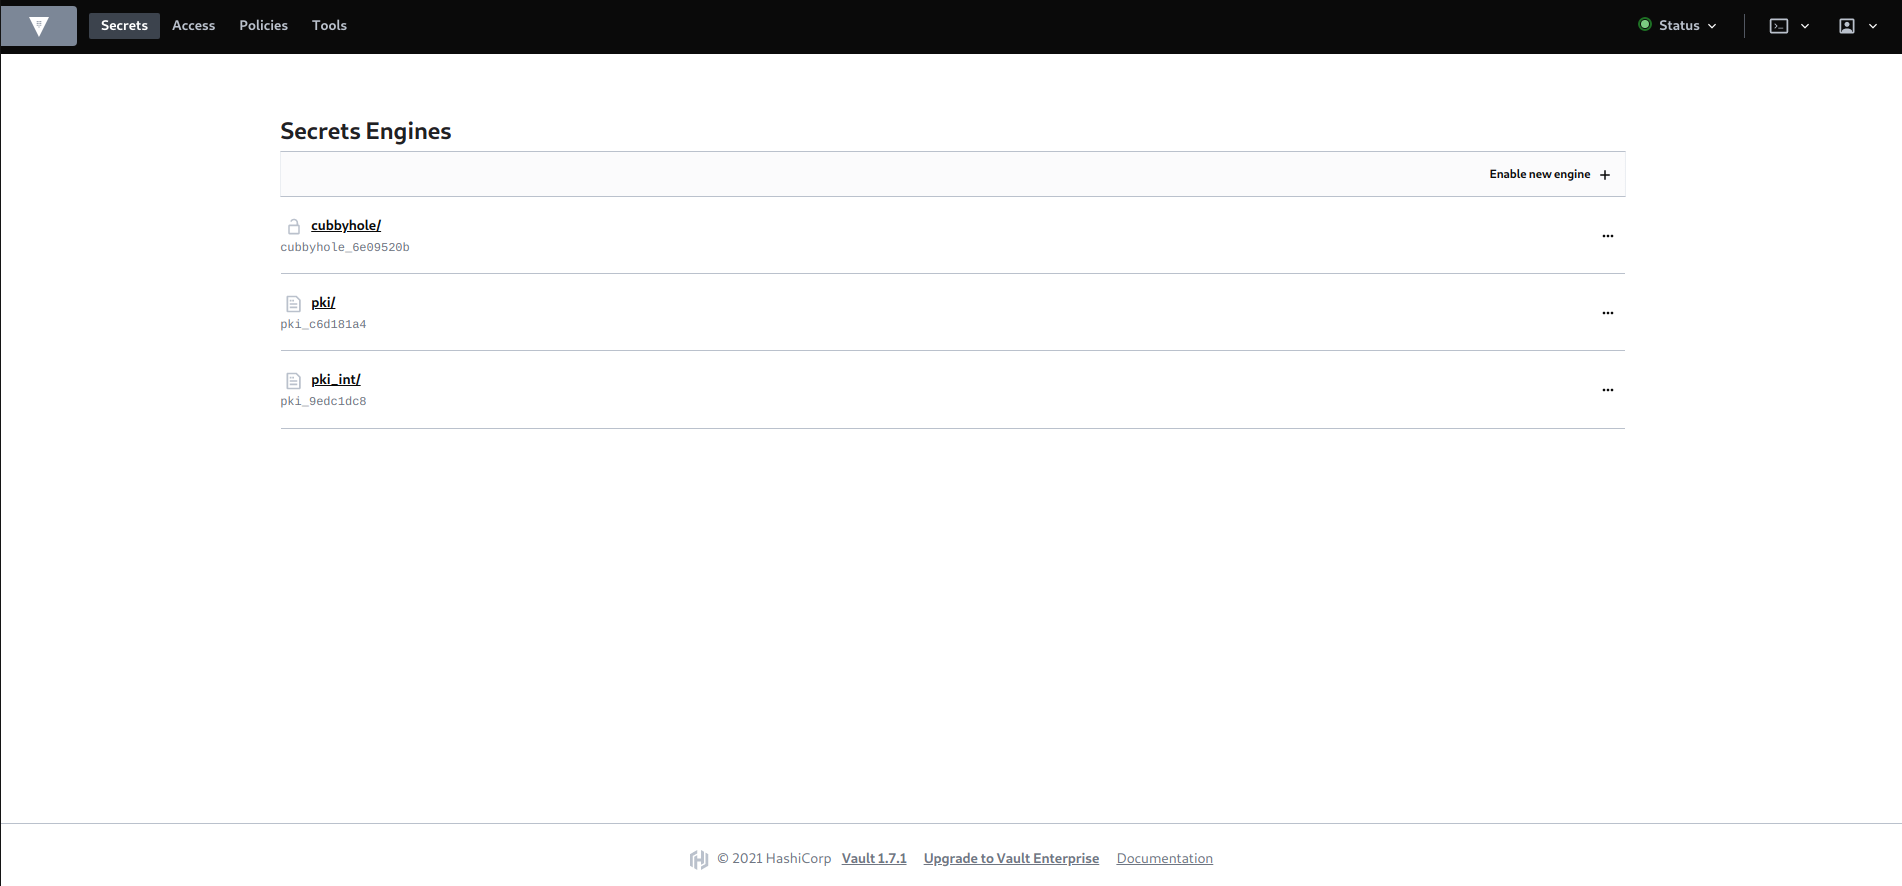 Secrets Access Policies Tools Status
Secrets Engines
Enable new engine +
cubbyhole/
cubbyhole_6e09520b
pki/
pki_c6d181a4
pki_int/
pki_9edc1dc8
© 2021 HashiCorp Vault 1.7.1 Upgrade to Vault Enterprise Documentation